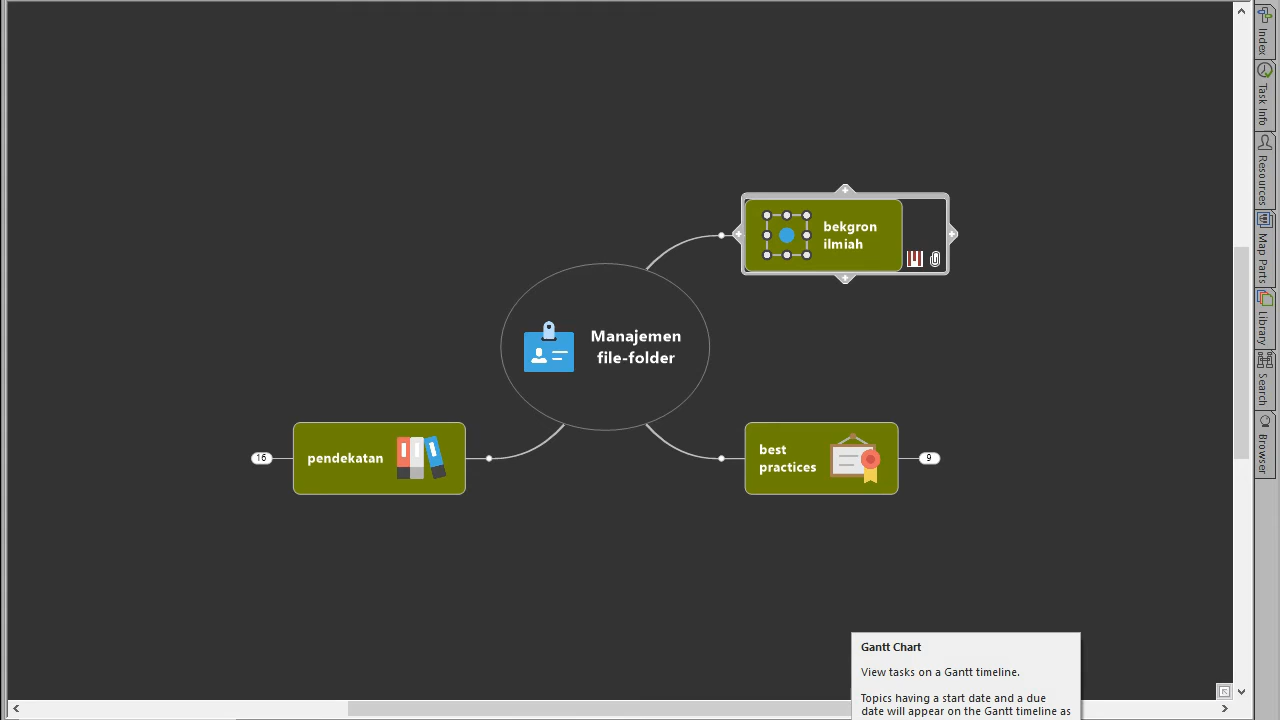 bekgron
ilmiah
Manajemen
file-folder
16
pendekatan
best
practices
9
Gantt Chart
View tasks on a Gantt timeline.
Topics having a start date and a due
date will appear on the Gantt timeline as
Index
Task Info
Resources
Map Parts
Library
Search
Browser